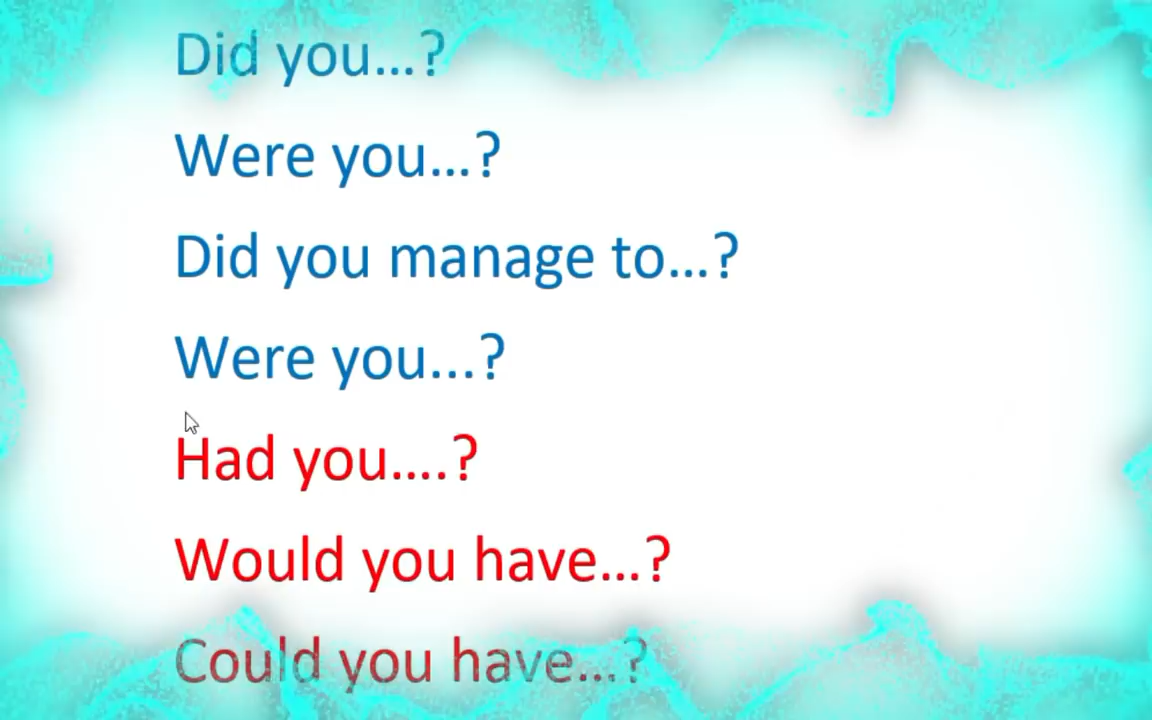 Did you...?
Were you...?
Did you manage to...?
Were you...?
Had you....?
Would you have...?
Could you have...?